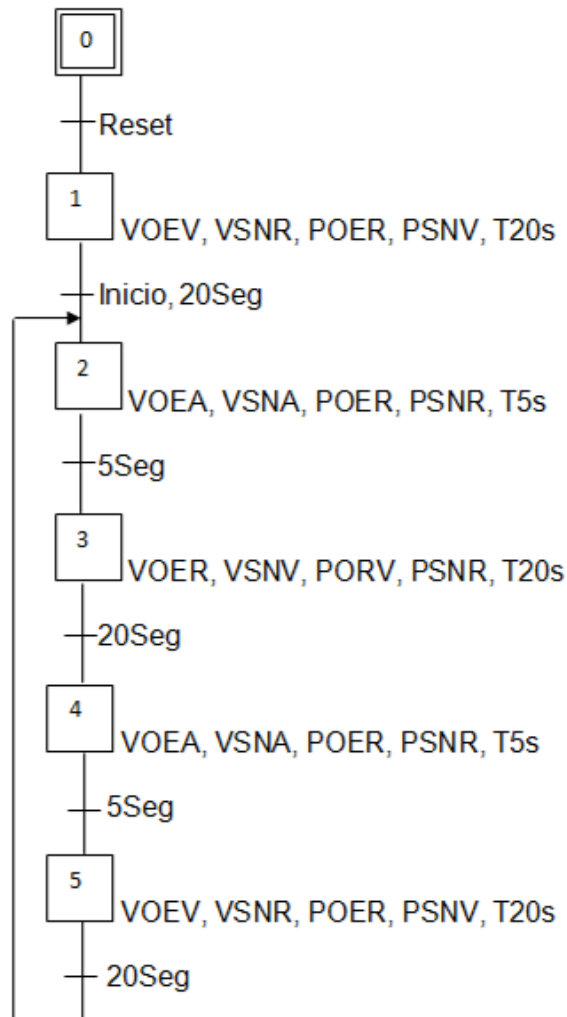 0
Reset
1
VOEV, VSNR, POER, PSNV, T20s
Inicio, 20Seg
2
VOEA, VSNA, POER, PSNR, T5s
5Seg
3
VOER, VSNV, PORV, PSNR, T20s
20Seg
4
VOEA, VSNA, POER, PSNR, T5s
5Seg
5
VOEV, VSNR, POER, PSNV, T20s
20Seg